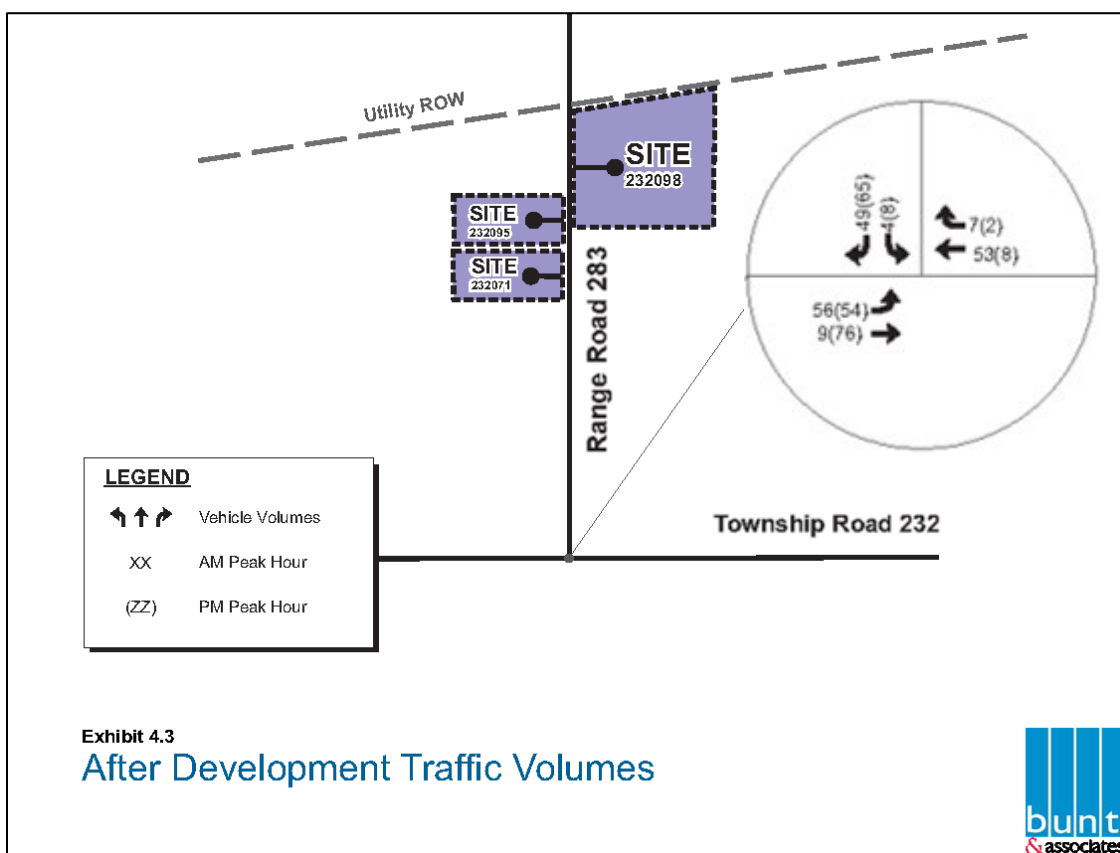 Utility ROW
SITE
232098
SITE
232095
SITE
232071
Range Road 283
49(65)
4(8)
7(2)
53(8)
56(54)
9(76)
LEGEND
Vehicle Volumes
XX AM Peak Hour
(ZZ) PM Peak Hour
Township Road 232
Exhibit 4.3
After Development Traffic Volumes
bunt
& associates